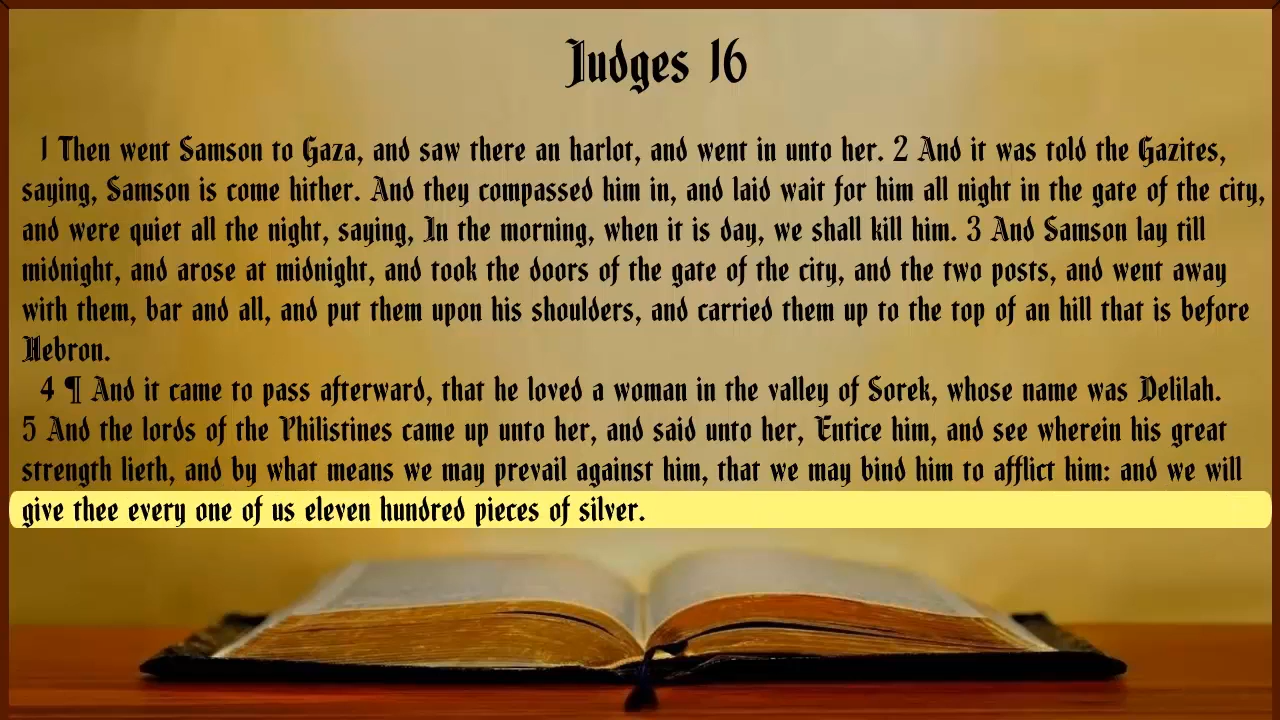 Judges 16
1 Then went Samson to Gaza, and saw there an harlot, and went in unto her. 2 And it was told the Gazites,
saying, Samson is come hither. And they compassed him in, and laid wait for him all night in the gate of the city,
and were quiet all the night, saying, In the morning, when it is day, we shall kill him. 3 And Samson lay till
midnight, and arose at midnight, and took the doors of the gate of the city, and the two posts, and went away
with them, bar and all, and put them upon his shoulders, and carried them up to the top of an hill that is before
Hebron.
4 ¶ And it came to pass afterward, that he loved a woman in the valley of Sorek, whose name was Delilah.
5 And the lords of the Philistines came up unto her, and said unto her, Entice him, and see wherein his great
strength lieth, and by what means we may prevail against him, that we may bind him to afflict him: and we will
give thee every one of us eleven hundred pieces of silver.